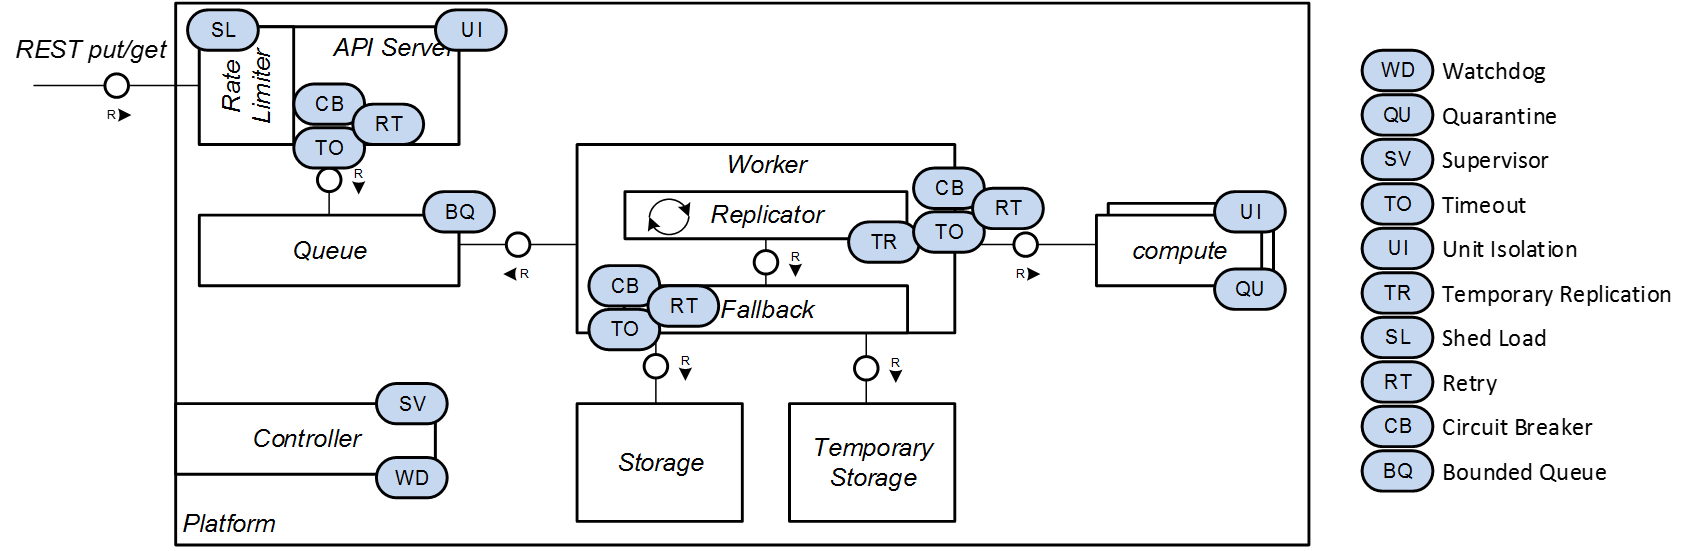 SL
UI
REST put/get
API Server
Rate
Limiter
R
CB
RT
TO
R
Worker
BQ
Queue
R
Replicator
TR
CB
RT
TO
R
UI
compute
QU
R
CB
RT
TO
Fallback
R
R
SV
Controller
WD
Storage
Temporary
Storage
Platform
WD Watchdog
QU Quarantine
SV Supervisor
TO Timeout
UI Unit Isolation
TR Temporary Replication
SL Shed Load
RT Retry
CB Circuit Breaker
BQ Bounded Queue